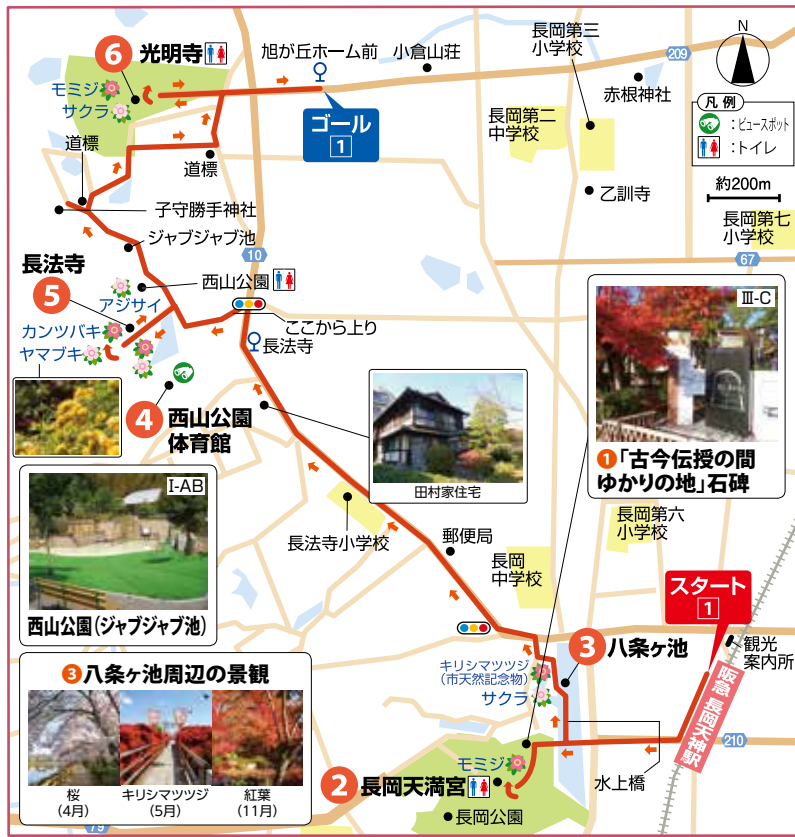 6
光明寺
モミジ
サクラ
旭が丘ホーム前
小倉山荘
長岡第三
小学校
209
N
赤根神社
凡例
:ビュースポット
:トイレ
約200m
ゴール
1
長岡第二
中学校
道標
道標
乙訓寺
長岡第七
小学校
子守勝手神社
ジャブジャブ池
10
67
長法寺
5
西山公園
アジサイ
カンツバキ
ヤマブキ
ここから上り
長法寺
4
西山公園
体育館
田村家住宅
III-C
1「古今伝授の間
ゆかりの地」石碑
I-AB
西山公園(ジャブジャブ池)
長法寺小学校
郵便局
長岡
中学校
長岡第六
小学校
スタート
1
観光
案内所
阪急 長岡天神駅
3
八条ヶ池
キリシマツツジ
(市天然記念物)
サクラ
210
水上橋
モミジ
2
長岡天満宮
長岡公園
3八条ヶ池周辺の景観
桜
(4月)
キリシマツツジ
(5月)
紅葉
(11月)
79